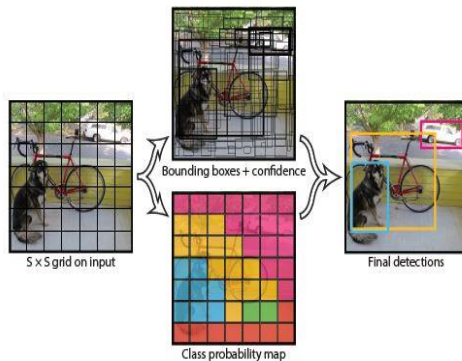 S × S grid on input
Bounding boxes + confidence
Class probability map
Final detections